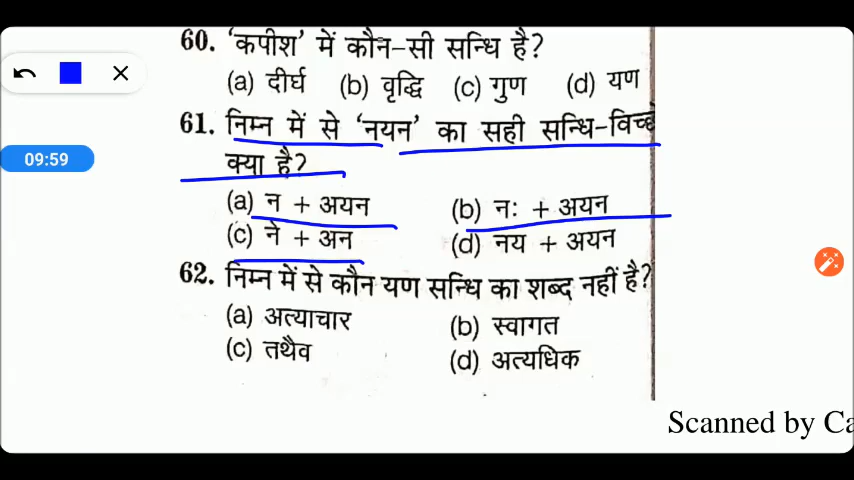 60. 'कपीश' में कौन-सी सन्धि है?
(a) दीर्घ (b) वृद्धि (c) गुण (d) यण
61. निम्न में से 'नयन' का सही सन्धि-विच्छे
09:59
क्या है?
(a) न + अयन (b) नः + अयन
(c) ने + अन (d) नय + अयन
62. निम्न में से कौन यण सन्धि का शब्द नहीं है?
(a) अत्याचार (b) स्वागत
(c) तथैव (d) अत्यधिक
Scanned by Ca